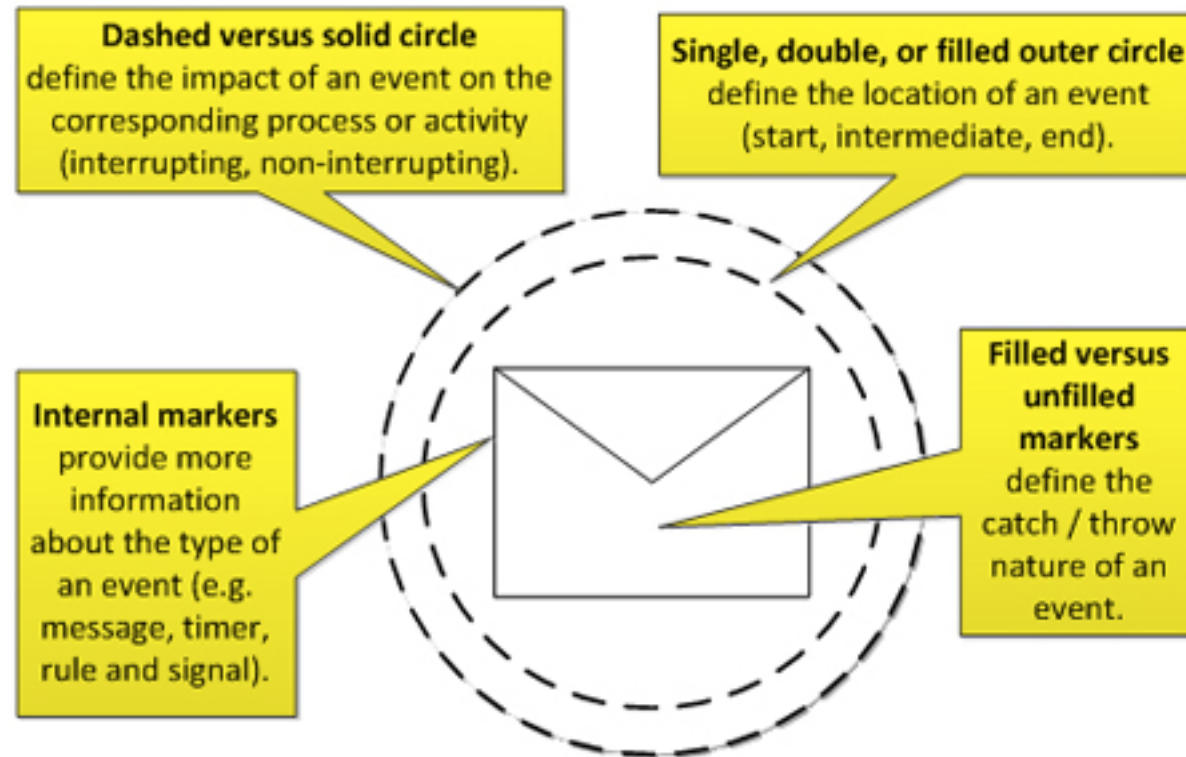 Dashed versus solid circle
define the impact of an event on the
corresponding process or activity
(interrupting, non-interrupting).
Single, double, or filled outer circle
define the location of an event
(start, intermediate, end).
Internal markers
provide more
information
about the type of
an event (e.g.
message, timer,
rule and signal).
Filled versus
unfilled
markers
define the
catch / throw
nature of an
event.